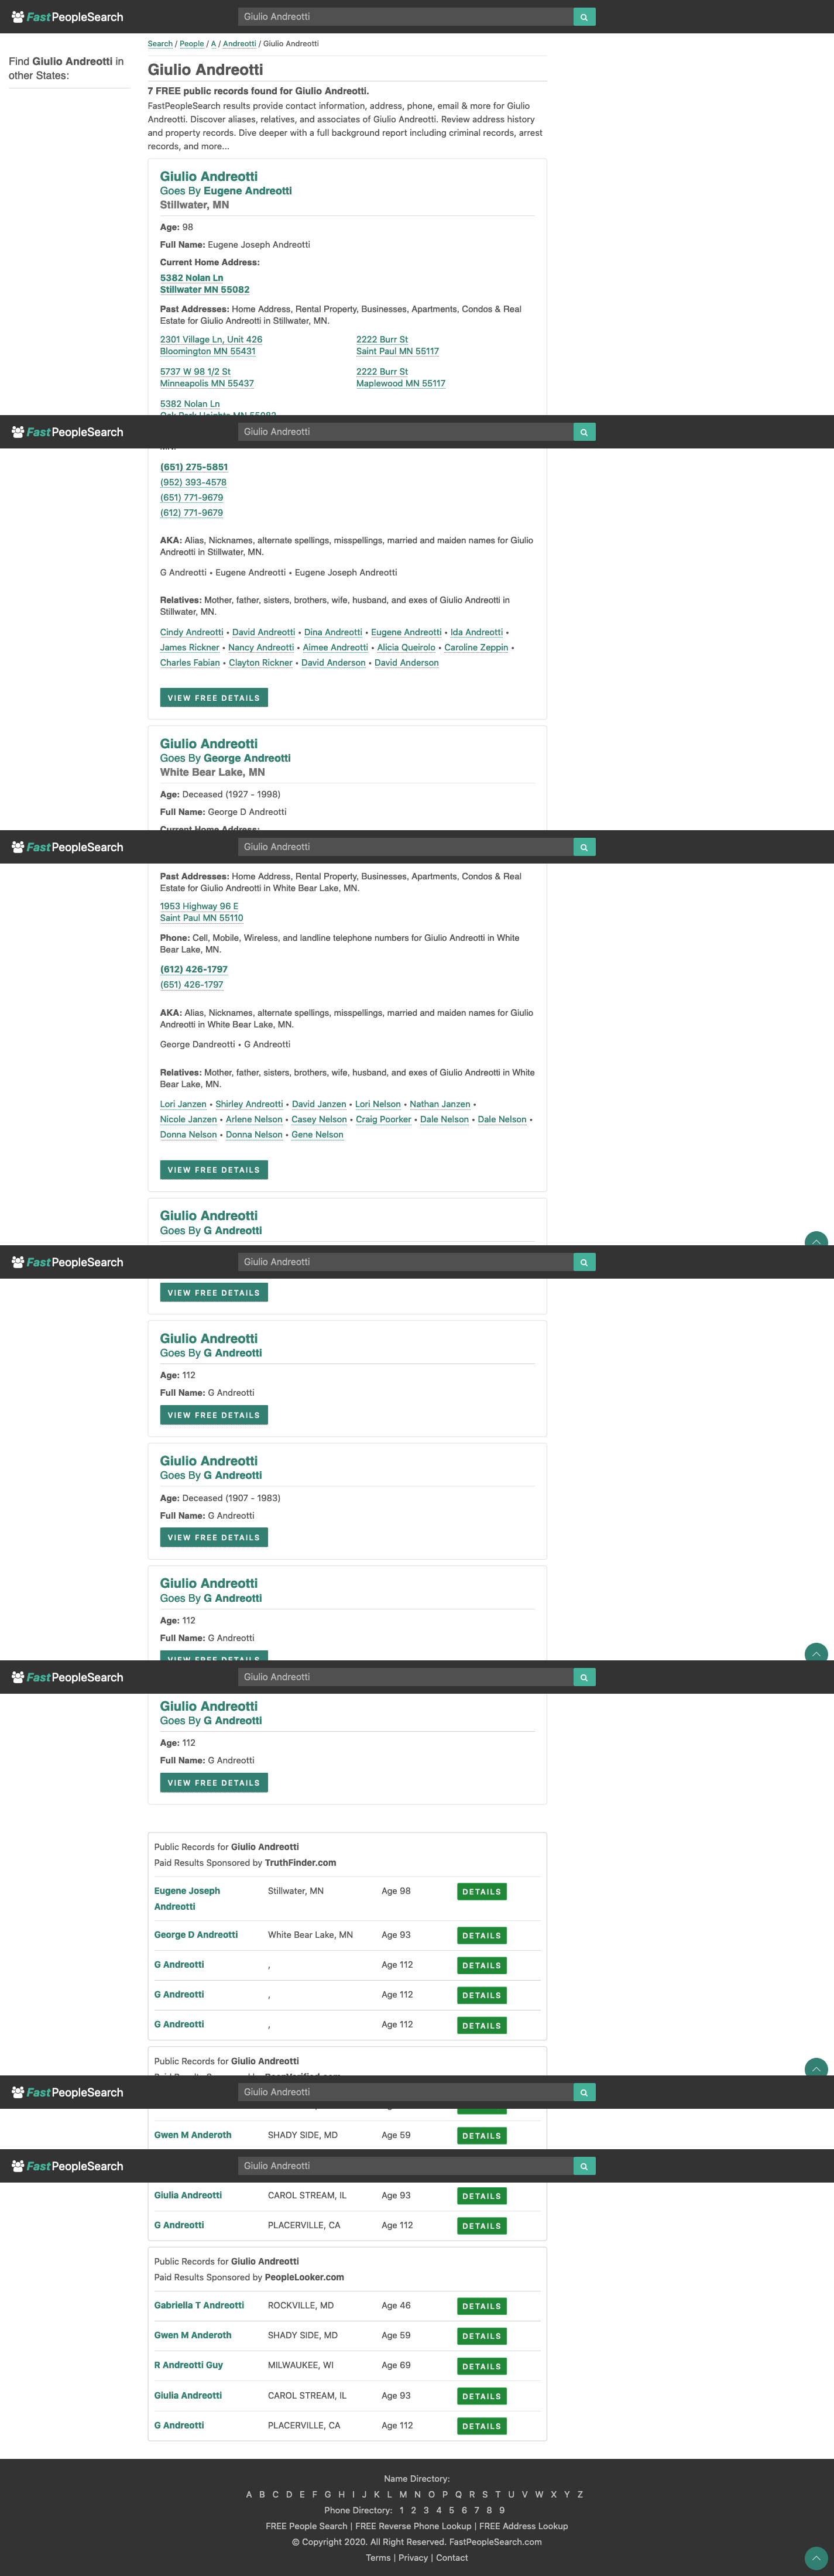 FastPeopleSearch
Giulio Andreotti
Find Giulio Andreotti in
other States:
Search / People / A / Andreotti / Giulio Andreotti
Giulio Andreotti
7 FREE public records found for Giulio Andreotti.
FastPeopleSearch results provide contact information, address, phone, email & more for Giulio
Andreotti. Discover aliases, relatives, and associates of Giulio Andreotti. Review address history
and property records. Dive deeper with a full background report including criminal records, arrest
records, and more...
Giulio Andreotti
Goes By Eugene Andreotti
Stillwater, MN
Age: 98
Full Name: Eugene Joseph Andreotti
Current Home Address:
5382 Nolan Ln
Stillwater MN 55082
Past Addresses: Home Address, Rental Property, Businesses, Apartments, Condos & Real
Estate for Giulio Andreotti in Stillwater, MN.
2301 Village Ln, Unit 426
Bloomington MN 55431
2222 Burr St
Saint Paul MN 55117
5737 W 98 1/2 St
Minneapolis MN 55437
2222 Burr St
Maplewood MN 55117
5382 Nolan Ln
Oak Park Heights MN 55082
FastPeopleSearch
Giulio Andreotti
(651) 275-5851
(952) 393-4578
(651) 771-9679
(612) 771-9679
AKA: Alias, Nicknames, alternate spellings, misspellings, married and maiden names for Giulio
Andreotti in Stillwater, MN.
G Andreotti • Eugene Andreotti • Eugene Joseph Andreotti
Relatives: Mother, father, sisters, brothers, wife, husband, and exes of Giulio Andreotti in
Stillwater, MN.
Cindy Andreotti • David Andreotti • Dina Andreotti • Eugene Andreotti • Ida Andreotti •
James Rickner • Nancy Andreotti • Aimee Andreotti • Alicia Queirolo • Caroline Zeppin •
Charles Fabian • Clayton Rickner • David Anderson • David Anderson
VIEW FREE DETAILS
Giulio Andreotti
Goes By George Andreotti
White Bear Lake, MN
Age: Deceased (1927 - 1998)
Full Name: George D Andreotti
Current Home Address:
FastPeopleSearch
Giulio Andreotti
Past Addresses: Home Address, Rental Property, Businesses, Apartments, Condos & Real
Estate for Giulio Andreotti in White Bear Lake, MN.
1953 Highway 96 E
Saint Paul MN 55110
Phone: Cell, Mobile, Wireless, and landline telephone numbers for Giulio Andreotti in White
Bear Lake, MN.
(612) 426-1797
(651) 426-1797
AKA: Alias, Nicknames, alternate spellings, misspellings, married and maiden names for Giulio
Andreotti in White Bear Lake, MN.
George Dandreotti • G Andreotti
Relatives: Mother, father, sisters, brothers, wife, husband, and exes of Giulio Andreotti in White
Bear Lake, MN.
Lori Janzen • Shirley Andreotti • David Janzen • Lori Nelson • Nathan Janzen •
Nicole Janzen • Arlene Nelson • Casey Nelson • Craig Poorker • Dale Nelson • Dale Nelson •
Donna Nelson • Donna Nelson • Gene Nelson
VIEW FREE DETAILS
Giulio Andreotti
Goes By G Andreotti
FastPeopleSearch
Giulio Andreotti
VIEW FREE DETAILS
Giulio Andreotti
Goes By G Andreotti
Age: 112
Full Name: G Andreotti
VIEW FREE DETAILS
Giulio Andreotti
Goes By G Andreotti
Age: Deceased (1907 - 1983)
Full Name: G Andreotti
VIEW FREE DETAILS
Giulio Andreotti
Goes By G Andreotti
Age: 112
Full Name: G Andreotti
VIEW FREE DETAILS
FastPeopleSearch
Giulio Andreotti
Giulio Andreotti
Goes By G Andreotti
Age: 112
Full Name: G Andreotti
VIEW FREE DETAILS
Public Records for Giulio Andreotti
Paid Results Sponsored by TruthFinder.com
Eugene Joseph Andreotti Stillwater, MN Age 98 DETAILS
George D Andreotti White Bear Lake, MN Age 93 DETAILS
G Andreotti , Age 112 DETAILS
G Andreotti , Age 112 DETAILS
G Andreotti , Age 112 DETAILS
Public Records for Giulio Andreotti
FastPeopleSearch
Giulio Andreotti
Gwen M Anderoth SHADY SIDE, MD Age 59 DETAILS
FastPeopleSearch
Giulio Andreotti
Giulia Andreotti CAROL STREAM, IL Age 93 DETAILS
G Andreotti PLACERVILLE, CA Age 112 DETAILS
Public Records for Giulio Andreotti
Paid Results Sponsored by PeopleLooker.com
Gabriella T Andreotti ROCKVILLE, MD Age 46 DETAILS
Gwen M Anderoth SHADY SIDE, MD Age 59 DETAILS
R Andreotti Guy MILWAUKEE, WI Age 69 DETAILS
Giulia Andreotti CAROL STREAM, IL Age 93 DETAILS
G Andreotti PLACERVILLE, CA Age 112 DETAILS
Name Directory:
A B C D E F G H I J K L M N O P Q R S T U V W X Y Z
Phone Directory: 1 2 3 4 5 6 7 8 9
FREE People Search | FREE Reverse Phone Lookup | FREE Address Lookup
© Copyright 2020. All Right Reserved. FastPeopleSearch.com
Terms | Privacy | Contact